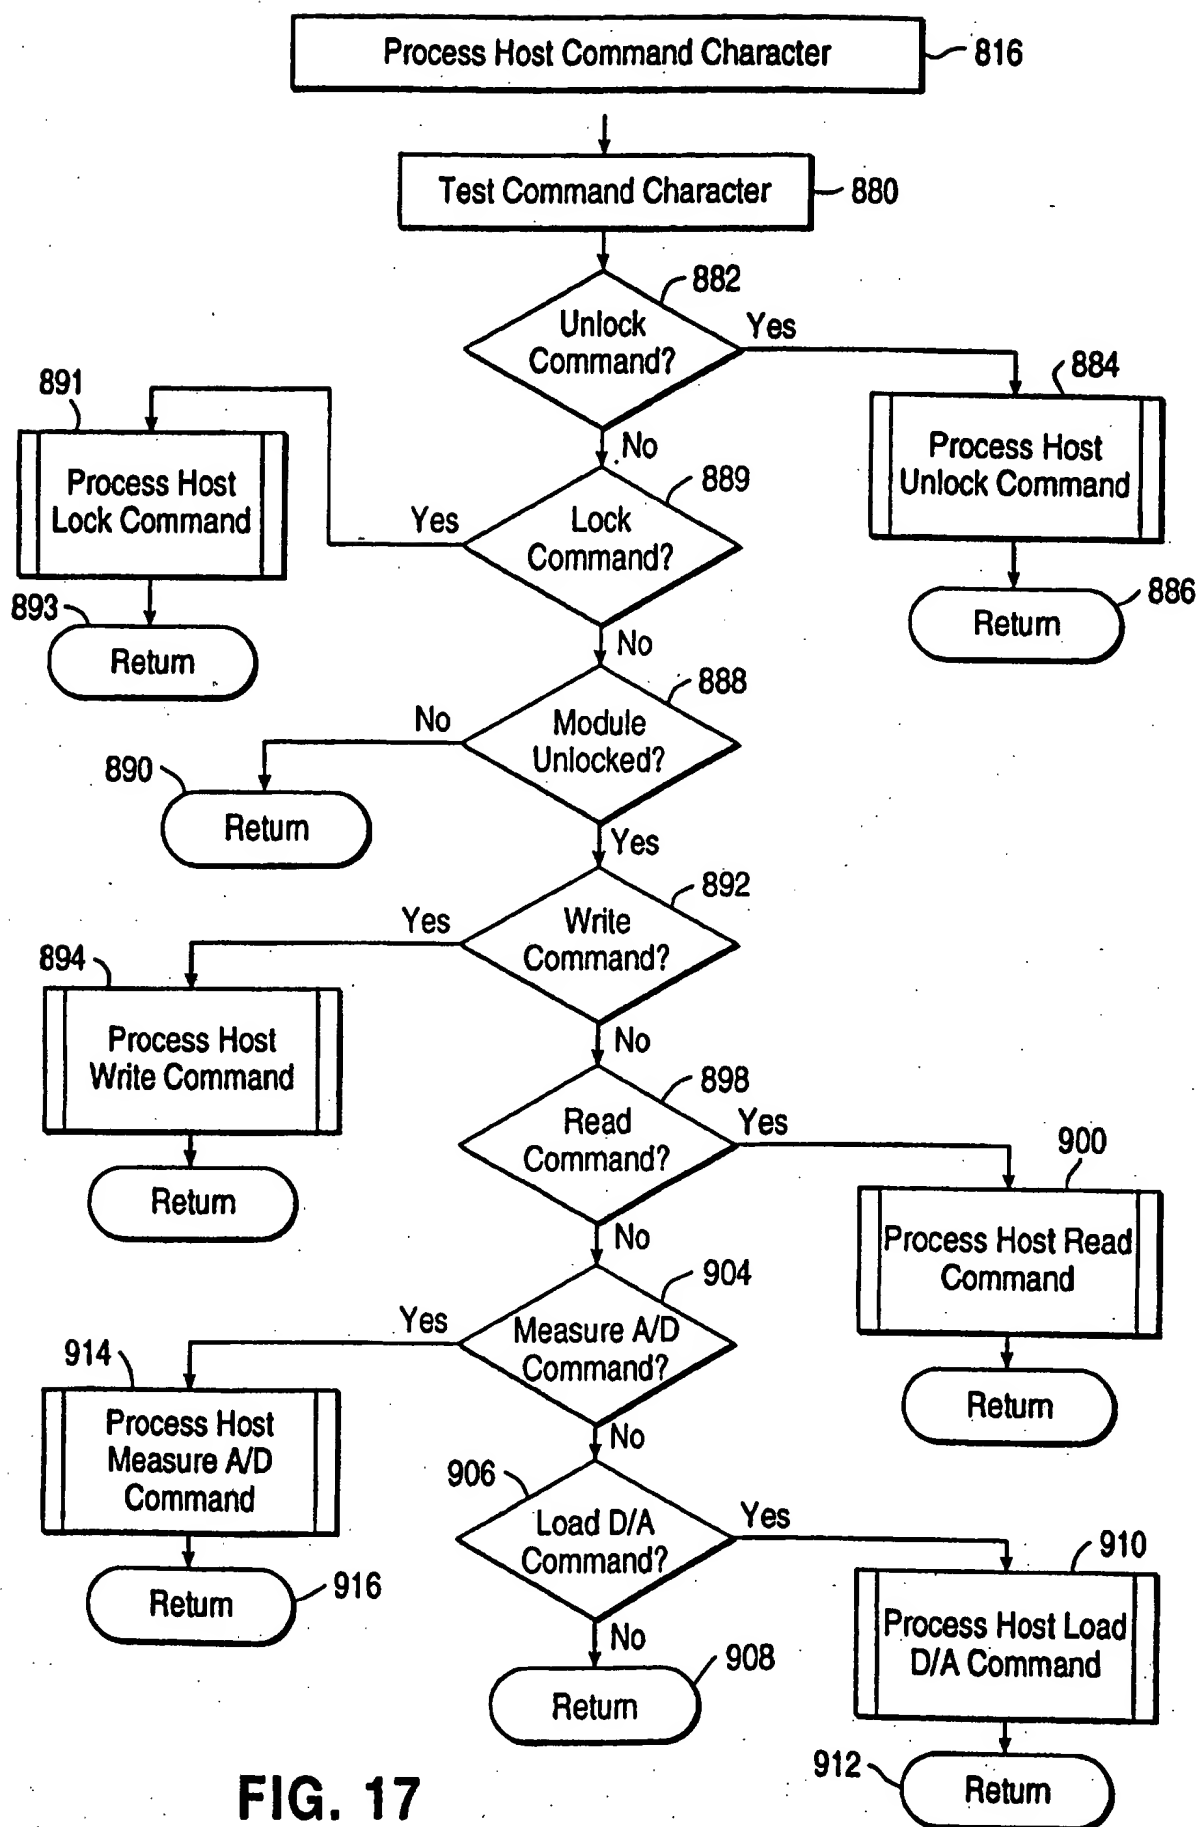 Process Host Command Character
816
Test Command Character
880
882
Unlock
Command?
Yes
884
Process Host
Unlock Command
886
Return
No
891
Process Host
Lock Command
889
Lock
Command?
Yes
893
Return
No
888
Module
Unlocked?
No
890
Return
Yes
892
Write
Command?
Yes
894
Process Host
Write Command
Return
No
898
Read
Command?
Yes
900
Process Host Read
Command
Return
No
904
Measure A/D
Command?
Yes
914
Process Host
Measure A/D
Command
916
Return
No
906
Load D/A
Command?
Yes
910
Process Host Load
D/A Command
912
Return
No
908
Return
FIG. 17